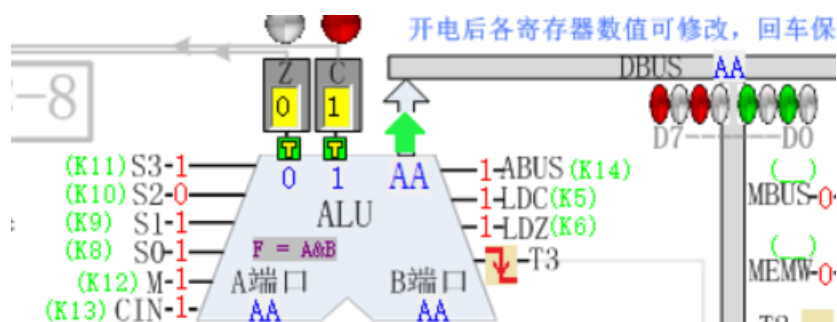 开电后各寄存器数值可修改，回车保
Z C
DBUS AA
0 1
-8
D7 D0
(K11) S3-1
0 1 AA
1-ABUS (K14)
(__)
(K10) S2-0
1-LDC(K5)
MBUS-0
(K9) S1-1
ALU
1-LDZ(K6)
(K8) S0-1
F = A&B
T3
(__)
(K12) M-1
A端口 B端口
MEMW-0
(K13) CIN-1
AA AA